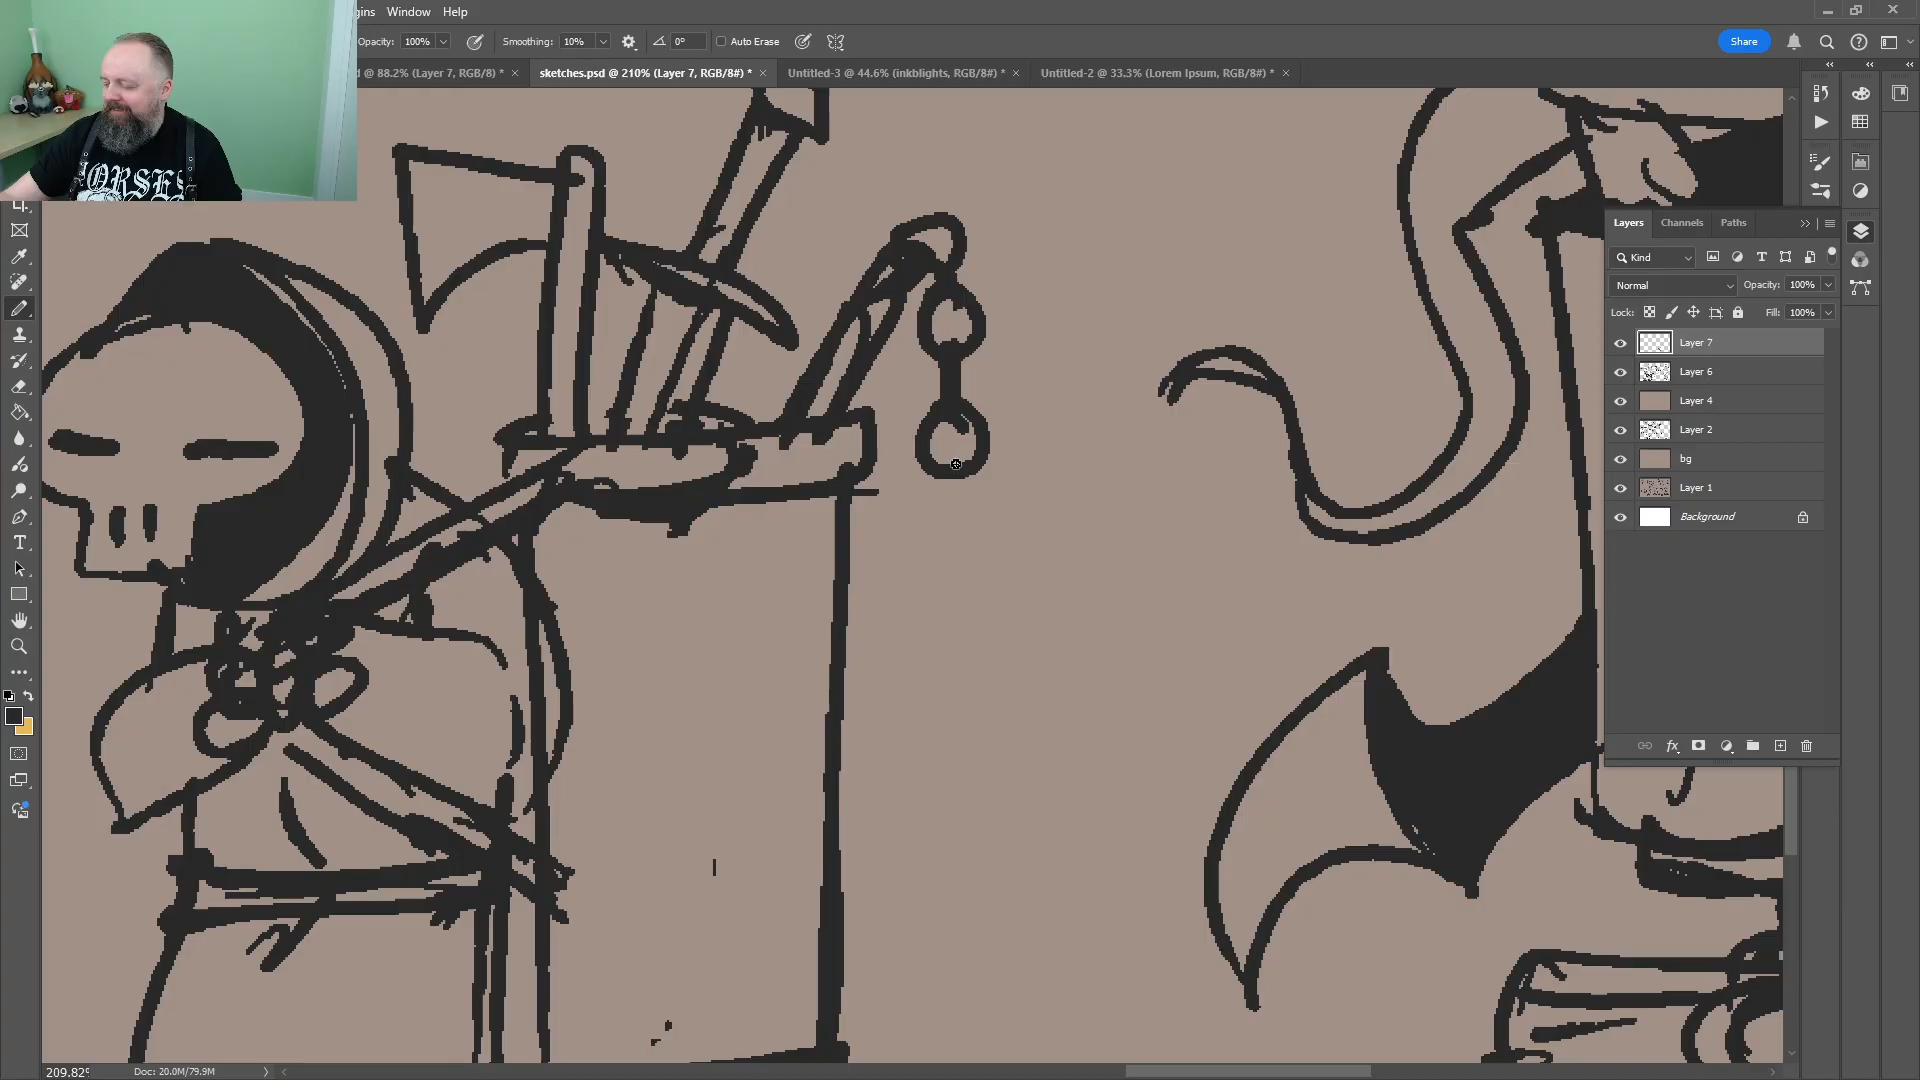 gins Window Help
Opacity: 100% Smoothing: 10% 0° Auto Erase Share
d @ 88.2% (Layer 7, RGB/8) * sketches.psd @ 210% (Layer 7, RGB/8#) * Untitled-3 @ 44.6% (inkblights, RGB/8#) * Untitled-2 @ 33.3% (Lorem Ipsum, RGB/8#) *
Layers Channels Paths
Kind
Normal Opacity: 100%
Lock: Fill: 100%
Layer 7
Layer 6
Layer 4
Layer 2
bg
Layer 1
Background
209.82% Doc: 20.0M/79.9M